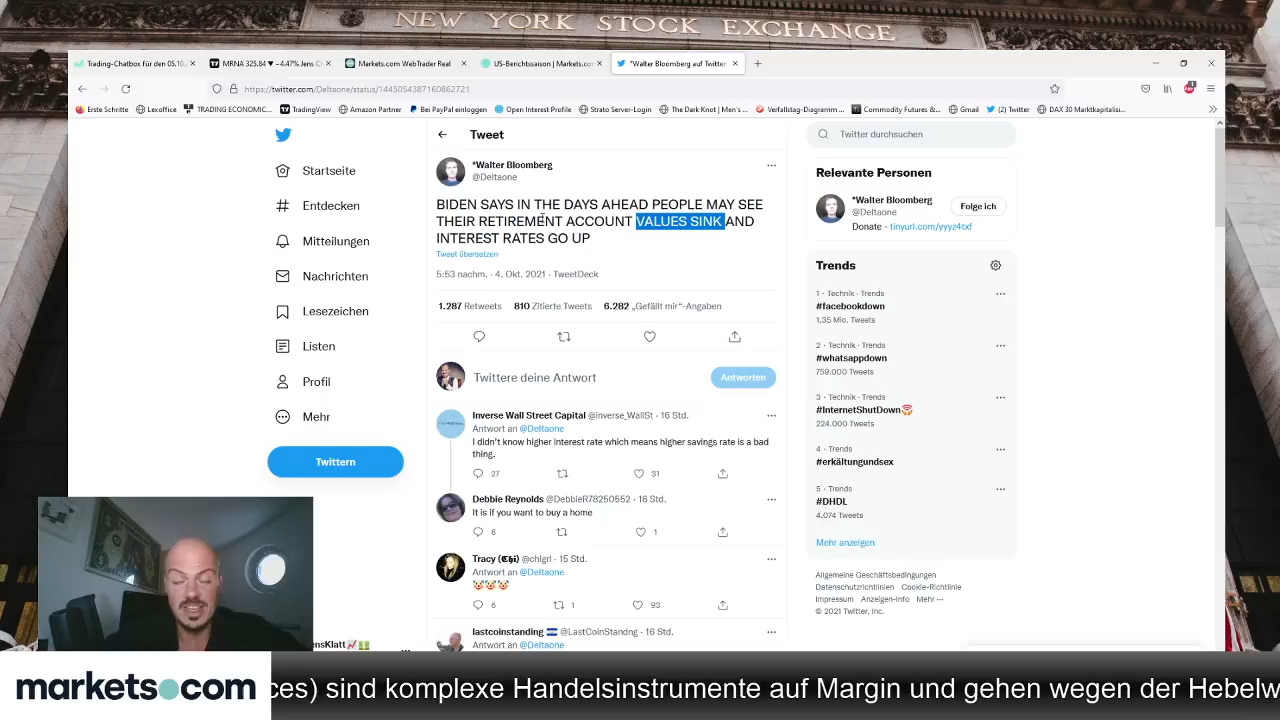 NEW YORK STOCK EXCHANGE
Trading-Chatbox für den 05.10.
MRNA 325.84 ▼ −4.47% Jens C
Markets.com WebTrader Real
US-Berichtssaison | Markets.com
*Walter Bloomberg auf Twitter
https://twitter.com/Deltaone/status/1445054387160862721
Erste Schritte
Lexoffice
TRADING ECONOMIC...
TradingView
Amazon Partner
Bei PayPal einloggen
Open Interest Profile
Strato Server-Login
The Dark Knot | Men's ...
Verfallstag-Diagramm ...
Commodity Futures &...
Gmail
(2) Twitter
DAX 30 Marktkapitalisi...
Startseite
Entdecken
Mitteilungen
Nachrichten
Lesezeichen
Listen
Profil
Mehr
Twittern
Tweet
*Walter Bloomberg
@Deltaone
BIDEN SAYS IN THE DAYS AHEAD PEOPLE MAY SEE
THEIR RETIREMENT ACCOUNT VALUES SINK AND
INTEREST RATES GO UP
Tweet übersetzen
5:53 nachm. · 4. Okt. 2021 · TweetDeck
1.287 Retweets 810 Zitierte Tweets 6.282 „Gefällt mir“-Angaben
Twittere deine Antwort
Antworten
Inverse Wall Street Capital @inverse_WallSt · 16 Std.
Antwort an @Deltaone
I didn't know higher interest rate which means higher savings rate is a bad
thing.
27 31
Debbie Reynolds @DebbieR78250552 · 16 Std.
It is if you want to buy a home
6 1
@chlgrl · 15 Std.
Antwort an @Deltaone
6 1 93
lastcoinstanding @LastCoinStandng · 16 Std.
Antwort an @Deltaone
Twitter durchsuchen
Relevante Personen
*Walter Bloomberg
@Deltaone
Folge ich
Donate - tinyurl.com/yyyz4txf
Trends
1 · Technik · Trends
#facebookdown
1,35 Mio. Tweets
2 · Technik · Trends
#whatsappdown
759.000 Tweets
3 · Technik · Trends
#InternetShutDown
224.000 Tweets
4 · Trends
#erkältungundsex
5 · Trends
#DHDL
4.074 Tweets
Mehr anzeigen
Allgemeine Geschäftsbedingungen
Datenschutzrichtlinien Cookie-Richtlinie
Impressum Anzeigen-Info Mehr ···
© 2021 Twitter, Inc.
ensKlatt
markets.com
ces) sind komplexe Handelsinstrumente auf Margin und gehen wegen der Hebelw